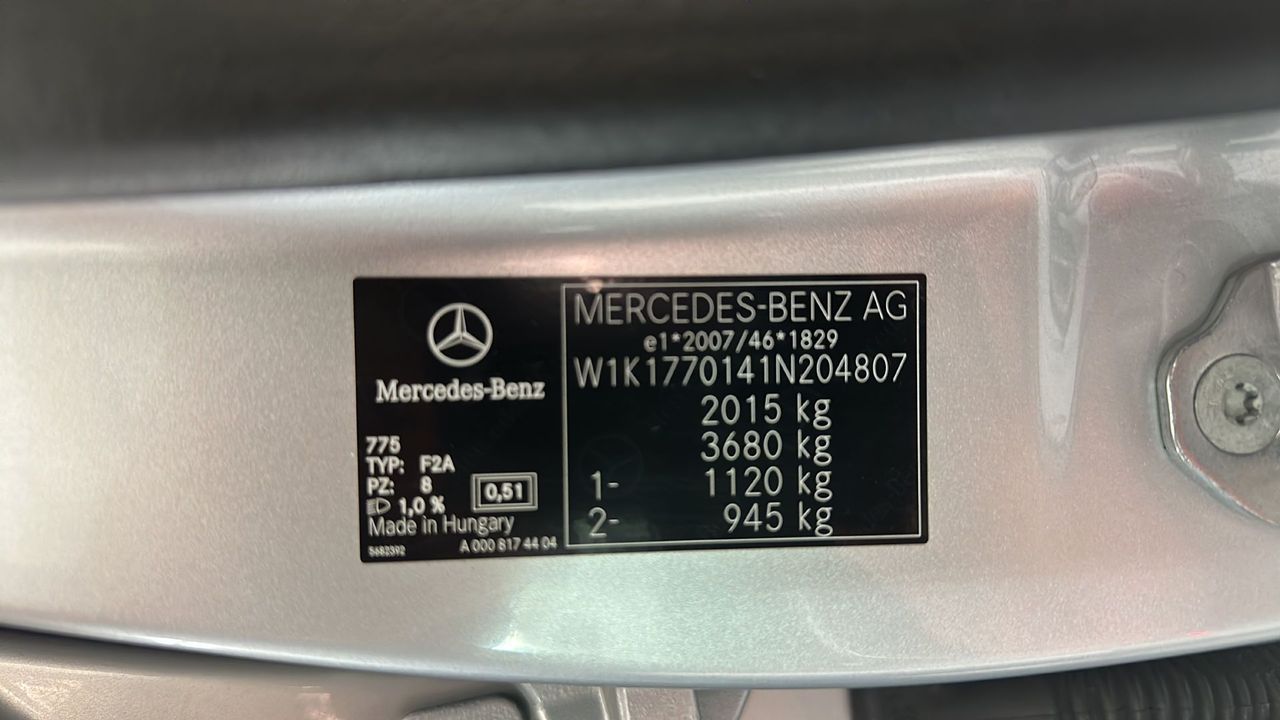 Mercedes-Benz
775
TYP: F2A
PZ: 8
1,0 %
0,51
Made in Hungary
5682392
A 000 817 44 04
MERCEDES-BENZ AG
e1*2007/46*1829
W1K1770141N204807
2015 kg
3680 kg
1- 1120 kg
2- 945 kg